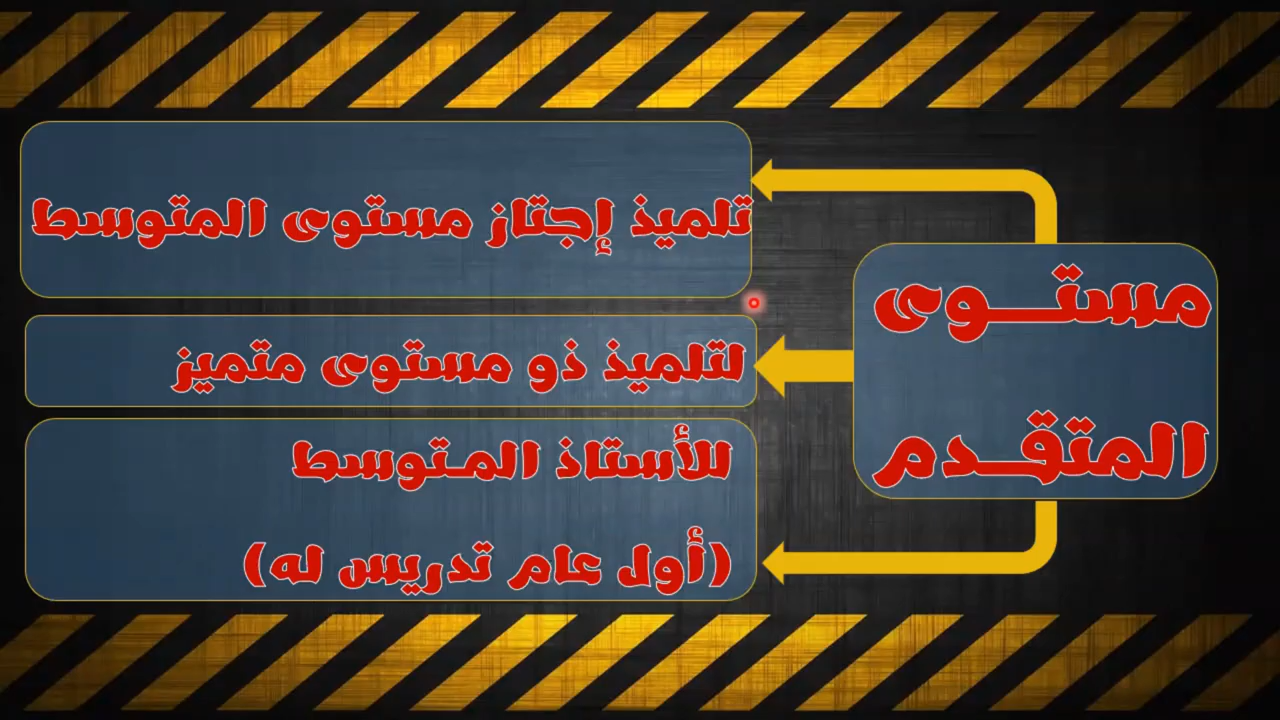 مستوى
المتقدم
تلميذ إجتاز مستوى المتوسط
لتلميذ ذو مستوى متميز
للأستاذ المتوسط
(أول عام تدريس له)